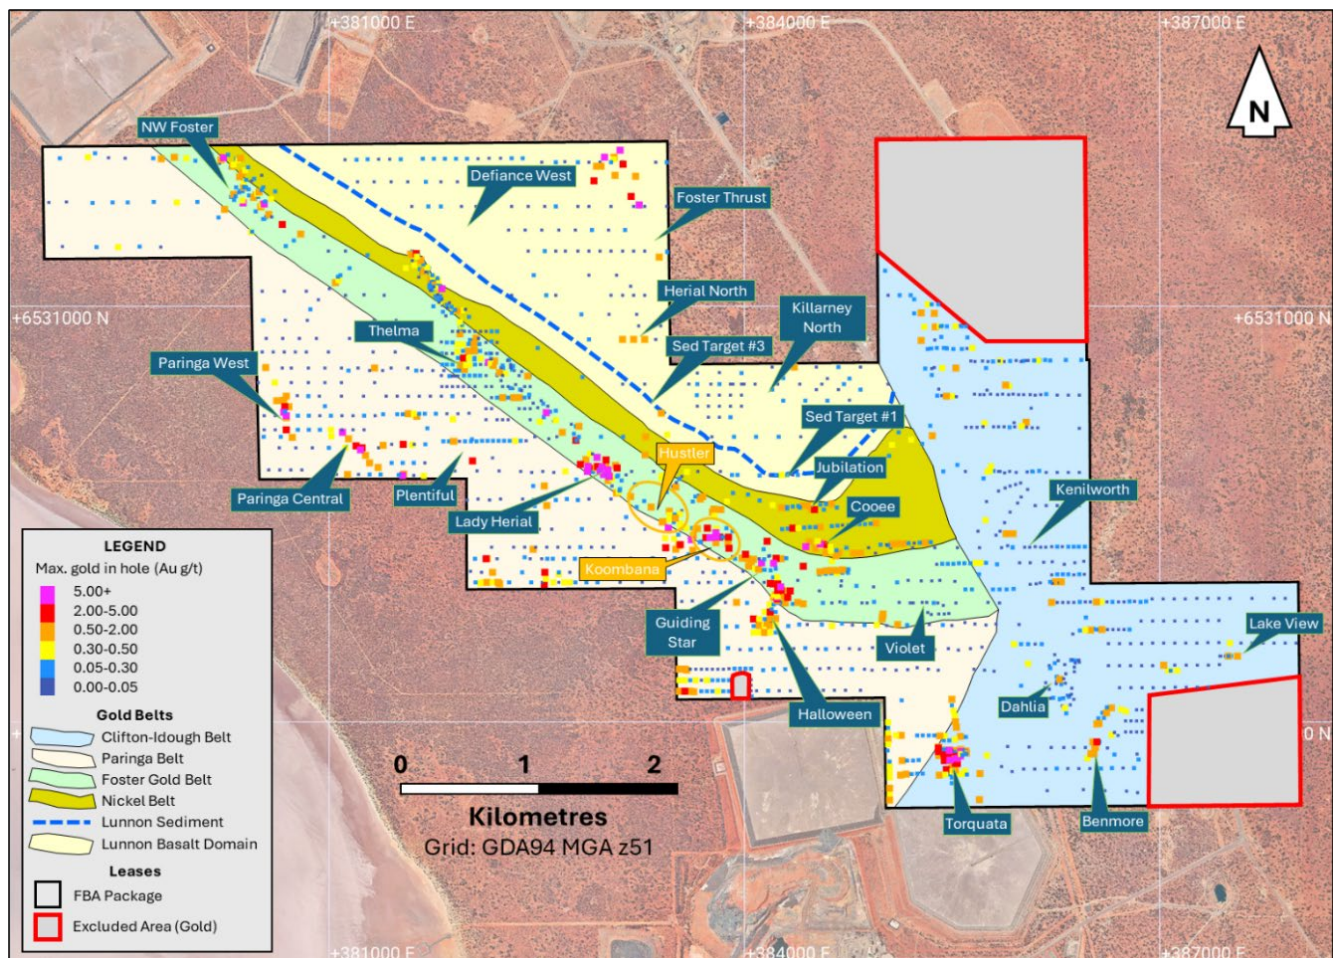 +381000 E
+384000 E
+387000 E
N
NW Foster
Defiance West
Foster Thrust
Herial North
Killarney
North
+6531000 N
+6531000 N
Thelma
Sed Target #3
Paringa West
Sed Target #1
Hustler
Jubilation
Paringa Central
Plentiful
Lady Herial
Cooee
Kenilworth
Koombana
Guiding
Star
Violet
Lake View
Halloween
Dahlia
0 N
Torquata
Benmore
LEGEND
Max. gold in hole (Au g/t)
5.00+
2.00-5.00
0.50-2.00
0.30-0.50
0.05-0.30
0.00-0.05
Gold Belts
Clifton-Idough Belt
Paringa Belt
Foster Gold Belt
Nickel Belt
Lunnon Sediment
Lunnon Basalt Domain
Leases
FBA Package
Excluded Area (Gold)
0 1 2
Kilometres
Grid: GDA94 MGA z51
+381000 E
+384000 E
+387000 E